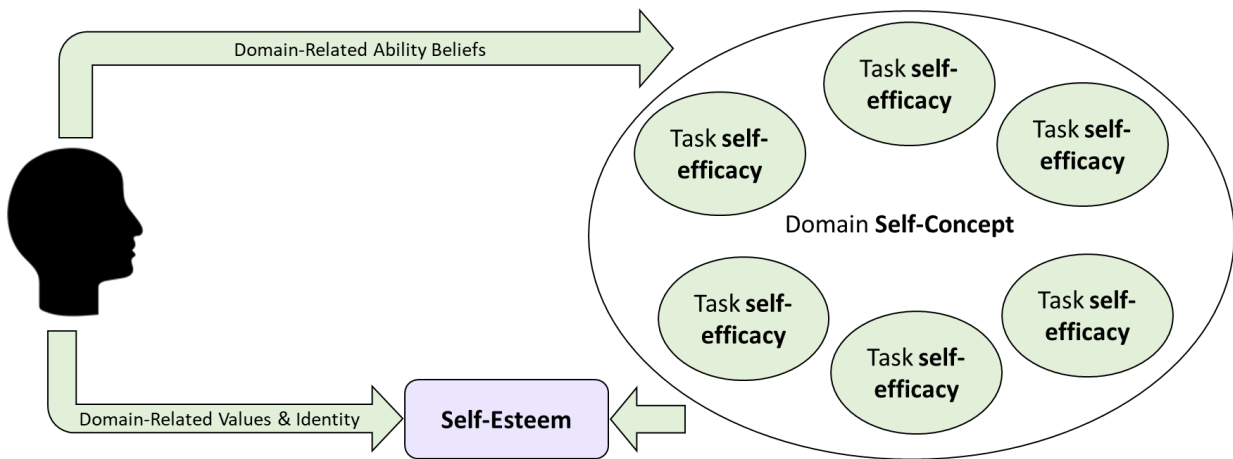 Domain-Related Ability Beliefs
Task self-
efficacy
Task self-
efficacy
Task self-
efficacy
Domain Self-Concept
Task self-
efficacy
Task self-
efficacy
Task self-
efficacy
Domain-Related Values & Identity
Self-Esteem